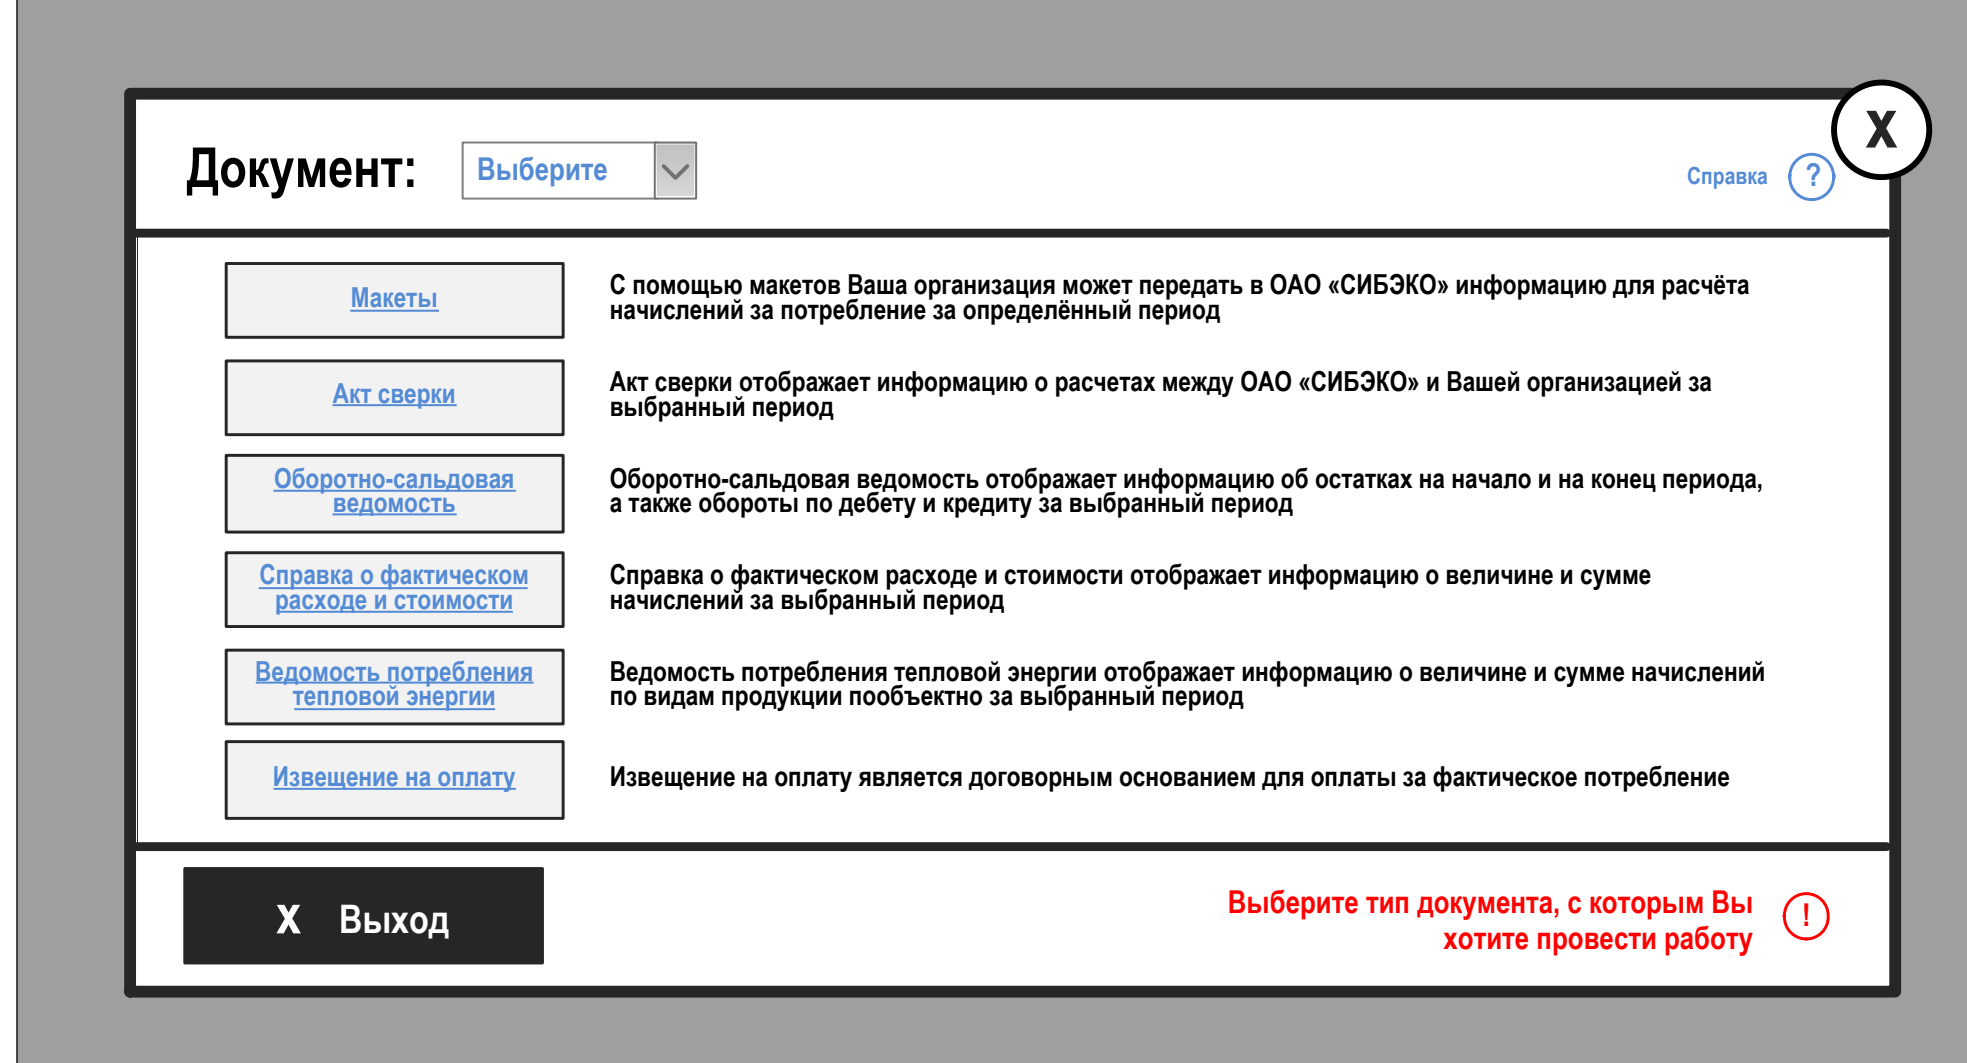 X
Документ:
Выберите
Справка
?
Макеты
С помощью макетов Ваша организация может передать в ОАО «СИБЭКО» информацию для расчёта
начислений за потребление за определённый период
Акт сверки
Акт сверки отображает информацию о расчетах между ОАО «СИБЭКО» и Вашей организацией за
выбранный период
Оборотно-сальдовая
ведомость
Оборотно-сальдовая ведомость отображает информацию об остатках на начало и на конец периода,
а также обороты по дебету и кредиту за выбранный период
Справка о фактическом
расходе и стоимости
Справка о фактическом расходе и стоимости отображает информацию о величине и сумме
начислений за выбранный период
Ведомость потребления
тепловой энергии
Ведомость потребления тепловой энергии отображает информацию о величине и сумме начислений
по видам продукции пообъектно за выбранный период
Извещение на оплату
Извещение на оплату является договорным основанием для оплаты за фактическое потребление
X Выход
Выберите тип документа, с которым Вы
хотите провести работу
!